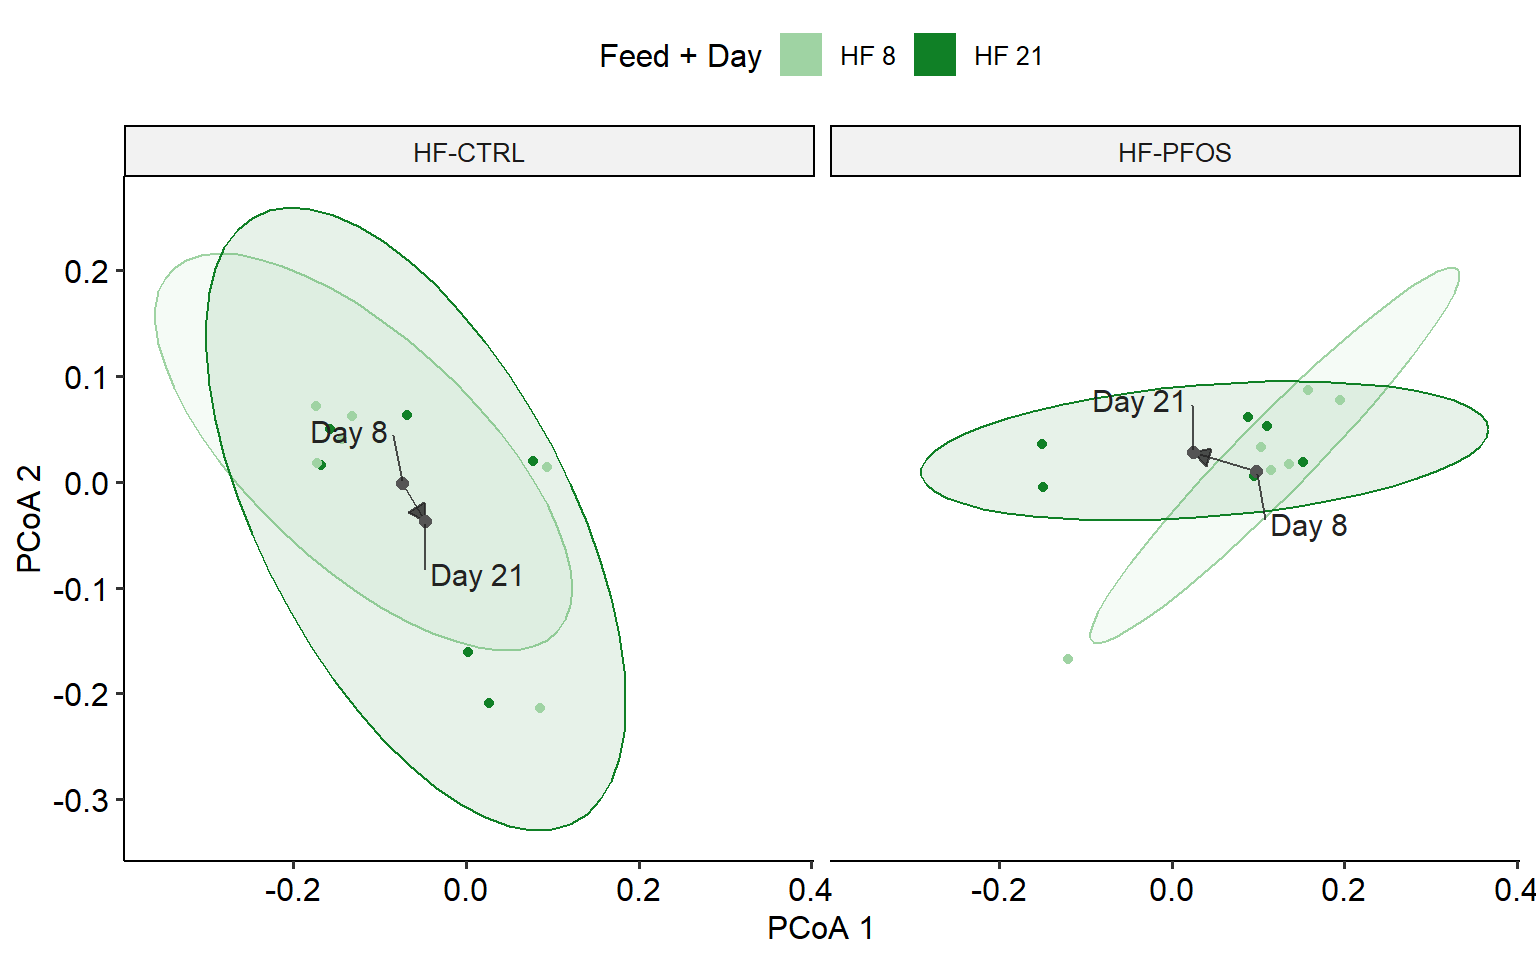 Feed + Day HF 8 HF 21
HF-CTRL HF-PFOS
PCoA 2
0.2
0.1
0.0
-0.1
-0.2
-0.3
Day 8
Day 21
Day 21
Day 8
-0.2 0.0 0.2 0.4 -0.2 0.0 0.2 0.4
PCoA 1